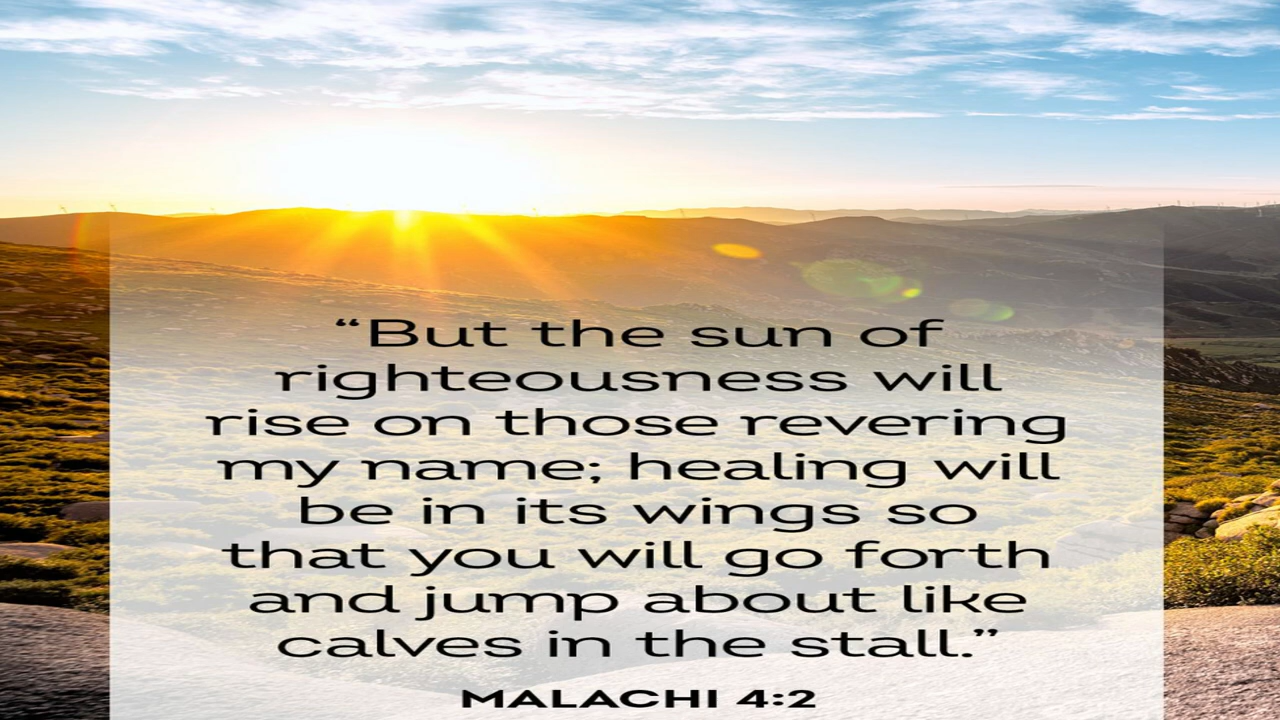 “But the sun of
righteousness will
rise on those revering
my name; healing will
be in its wings so
that you will go forth
and jump about like
calves in the stall.”
MALACHI 4:2